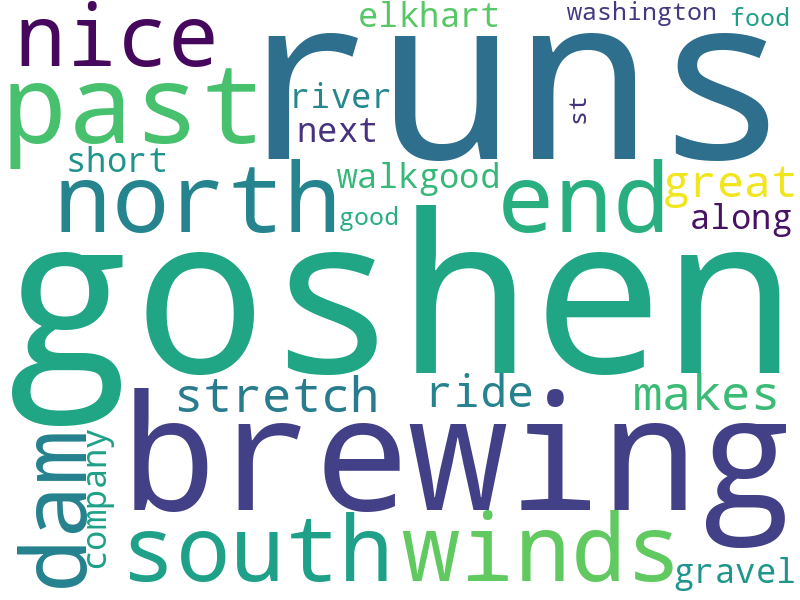 nice
elkhart
washington
food
runs
past
river
st
next
short
north
walkgood
end
great
good
along
goshen
stretch
ride
makes
brewing
dam
company
south
winds
gravel